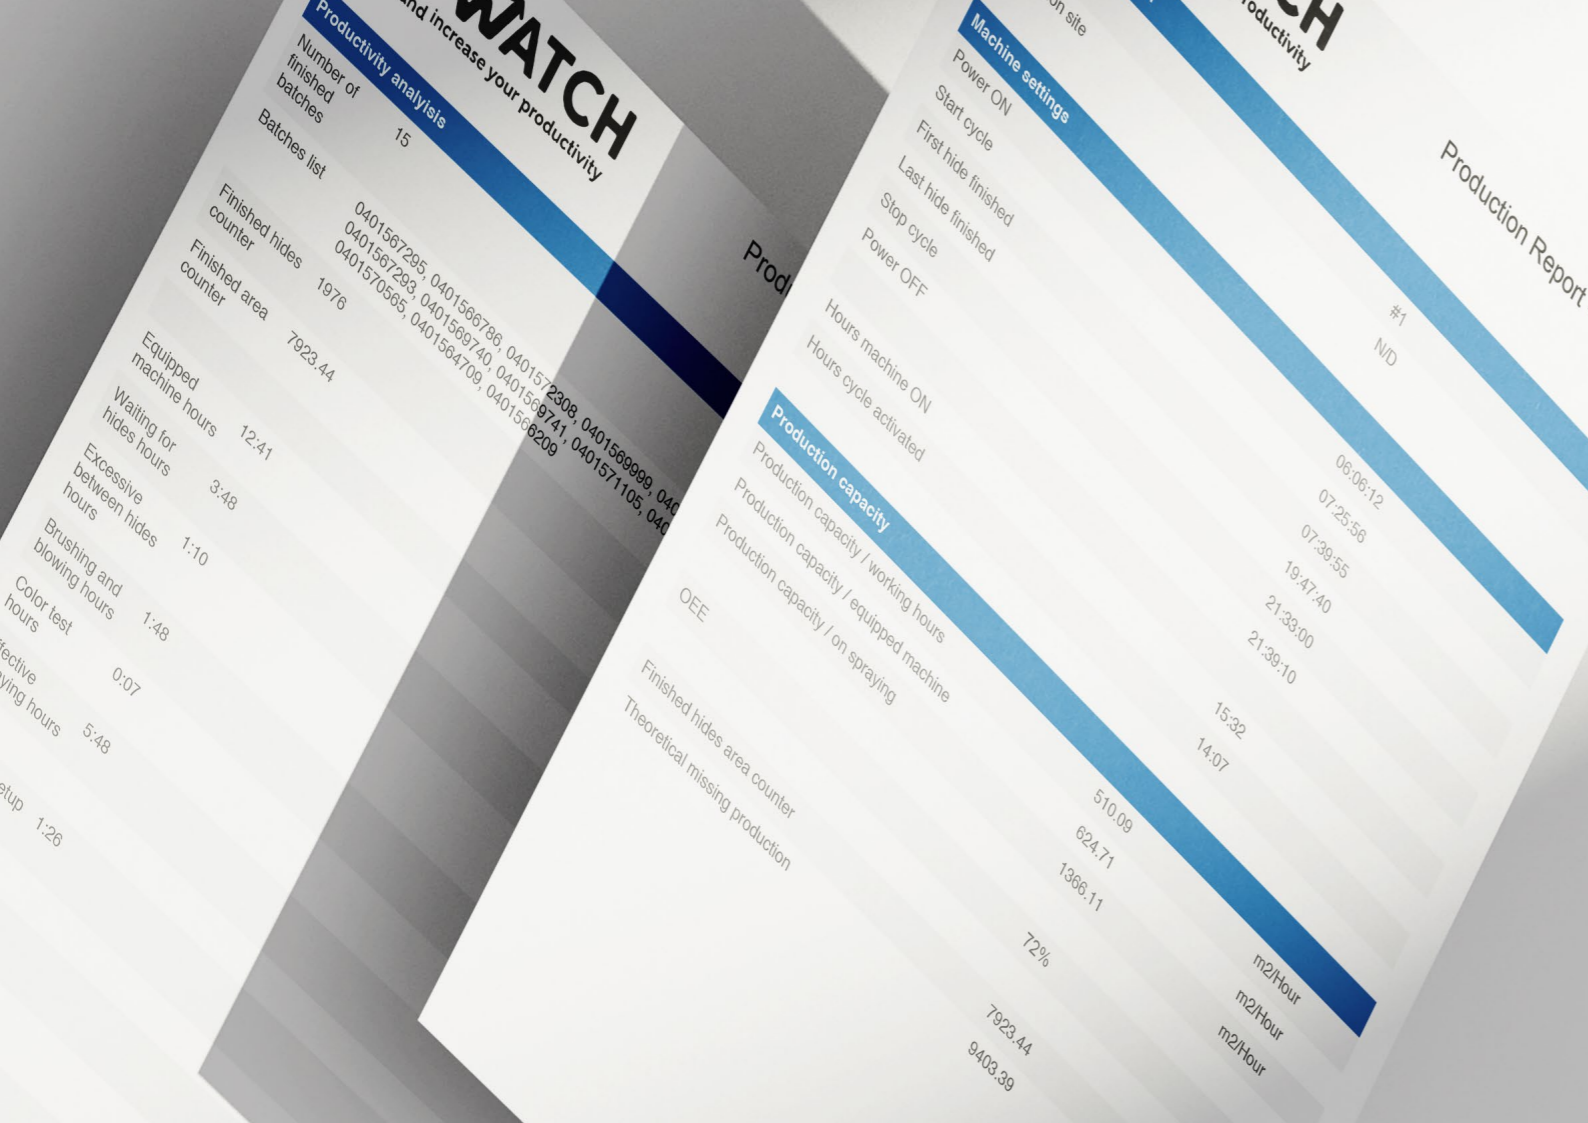 WATCH
and increase your productivity
Productivity analyisis
Number of
finished
batches
15
Batches list
0401567295, 0401566786, 0401572308, 0401569999,
0401567293, 0401569740, 0401569741, 0401571105,
0401570565, 0401564709, 0401566209
Finished hides
counter
1976
Finished area
counter
7923.44
Equipped
machine hours
12:41
Waiting for
hides hours
3:48
Excessive
between hides
hours
1:10
Brushing and
blowing hours
1:48
Color test
hours
0:07
hours
5:48
1:26
Production Report
on site
#1
N/D
Machine settings
Power ON 06:06:12
Start cycle 07:25:56
First hide finished 07:39:55
Last hide finished 19:47:40
Stop cycle 21:33:00
Power OFF 21:39:10
Hours machine ON 15:32
Hours cycle activated 14:07
Production capacity
Production capacity / working hours 510.09 m2/Hour
Production capacity / equipped machine 624.71 m2/Hour
Production capacity / on spraying 1366.11 m2/Hour
OEE 72%
Finished hides area counter 7923.44
Theoretical missing production 9403.39